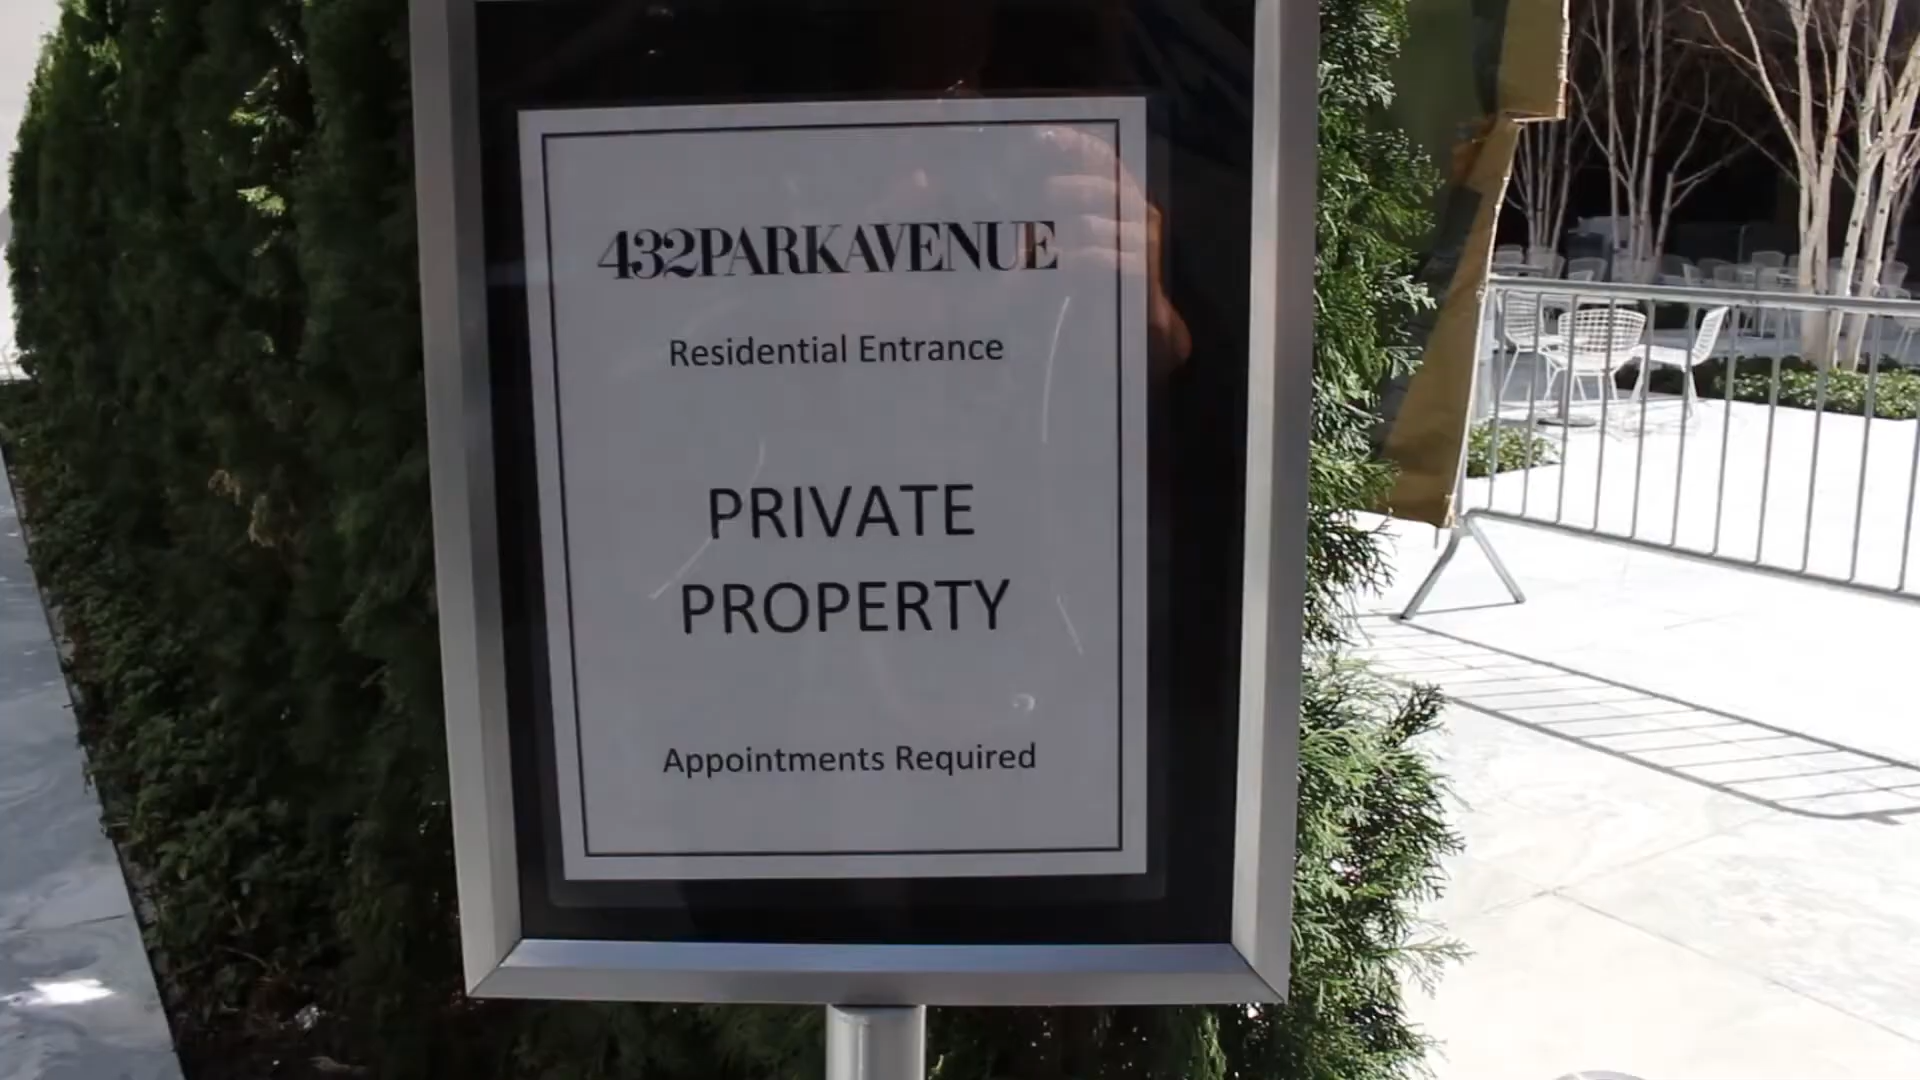 432PARKAVENUE
Residential Entrance
PRIVATE
PROPERTY
Appointments Required